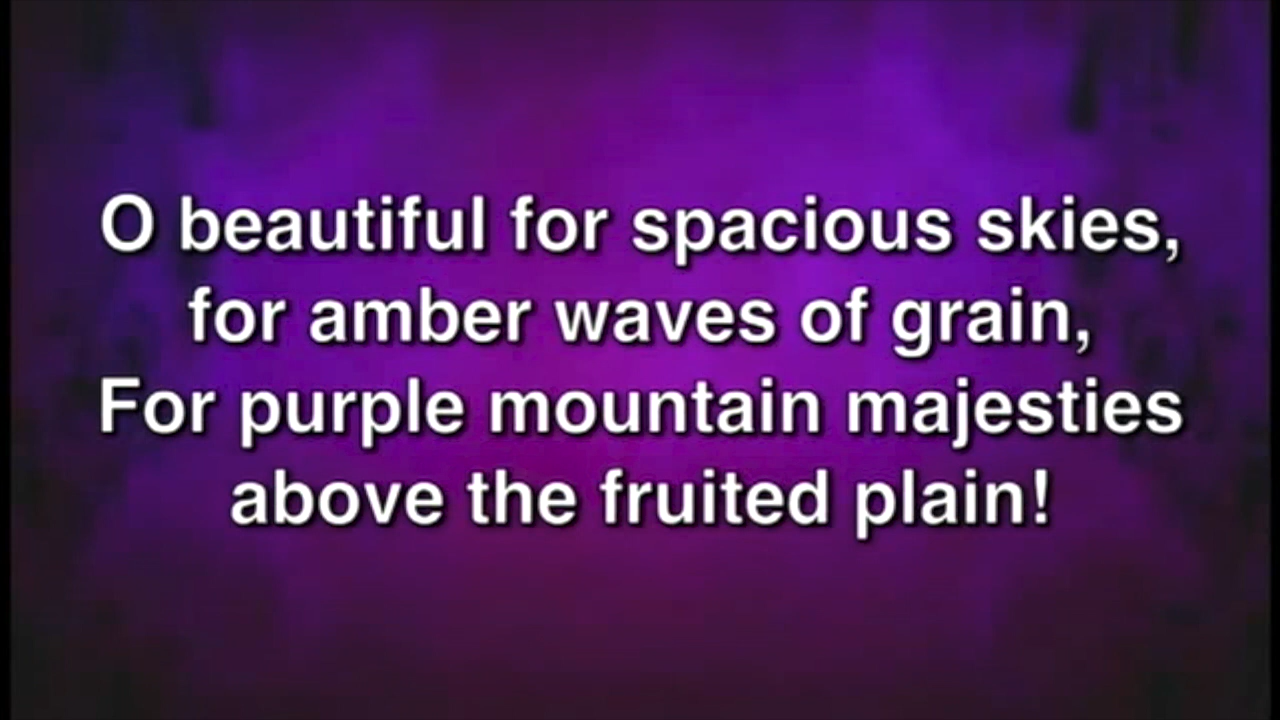 O beautiful for spacious skies,
for amber waves of grain,
For purple mountain majesties
above the fruited plain!